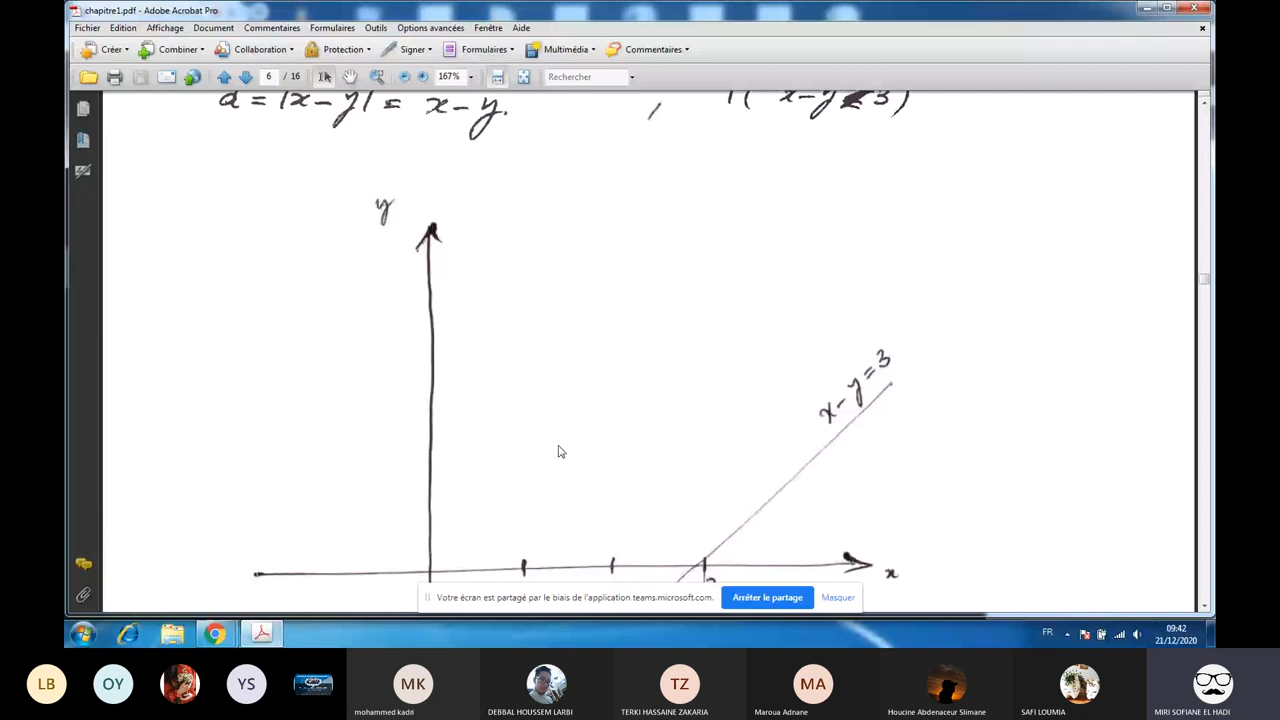 chapitre1.pdf - Adobe Acrobat Pro
Fichier Edition Affichage Document Commentaires Formulaires Outils Options avancées Fenêtre Aide
Créer Combiner Collaboration Protection Signer Formulaires Multimédia Commentaires
6 / 16 167% Rechercher
d = |x - y| = x - y.
x - y
3)
y
x - y = 3
x
Votre écran est partagé par le biais de l'application teams.microsoft.com. Arrêter le partage Masquer
FR 09:42
21/12/2020
LB OY YS MK TZ MA
mohammed kadri DEBBAL HOUSSEM LARBI TERKI HASSAINE ZAKARIA Maroua Adnane Houcine Abdenaceur Slimane SAFI LOUMIA MIRI SOFIANE EL HADI